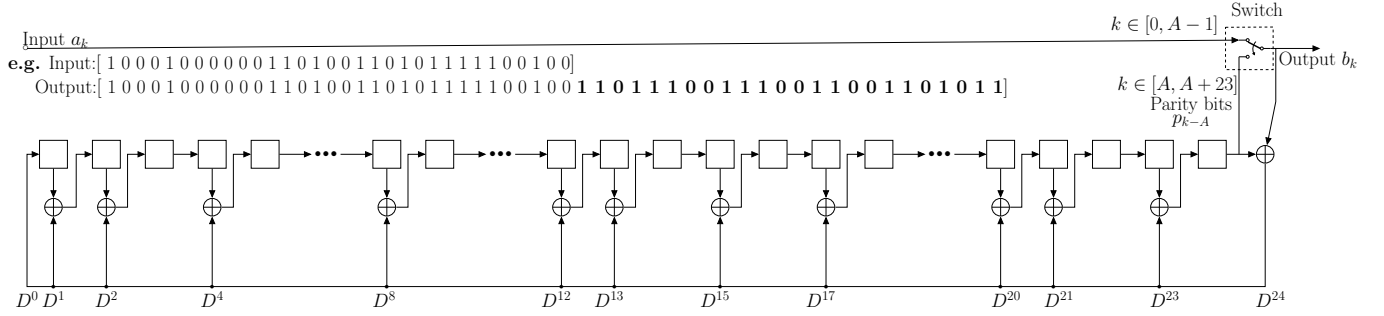 Switch
k ∈ [0, A − 1]
Input a_k
Output b_k
e.g. Input:[ 1 0 0 0 1 0 0 0 0 0 0 1 1 0 1 0 0 1 1 0 1 0 1 1 1 1 1 0 0 1 0 0]
Output:[ 1 0 0 0 1 0 0 0 0 0 0 1 1 0 1 0 0 1 1 0 1 0 1 1 1 1 1 0 0 1 0 0 1 1 0 1 1 1 0 0 1 1 1 0 0 1 1 0 0 1 1 0 1 0 1 1]
k ∈ [A, A + 23]
Parity bits
p_{k−A}
D^0 D^1 D^2 D^4 D^8 D^12 D^13 D^15 D^17 D^20 D^21 D^23 D^24